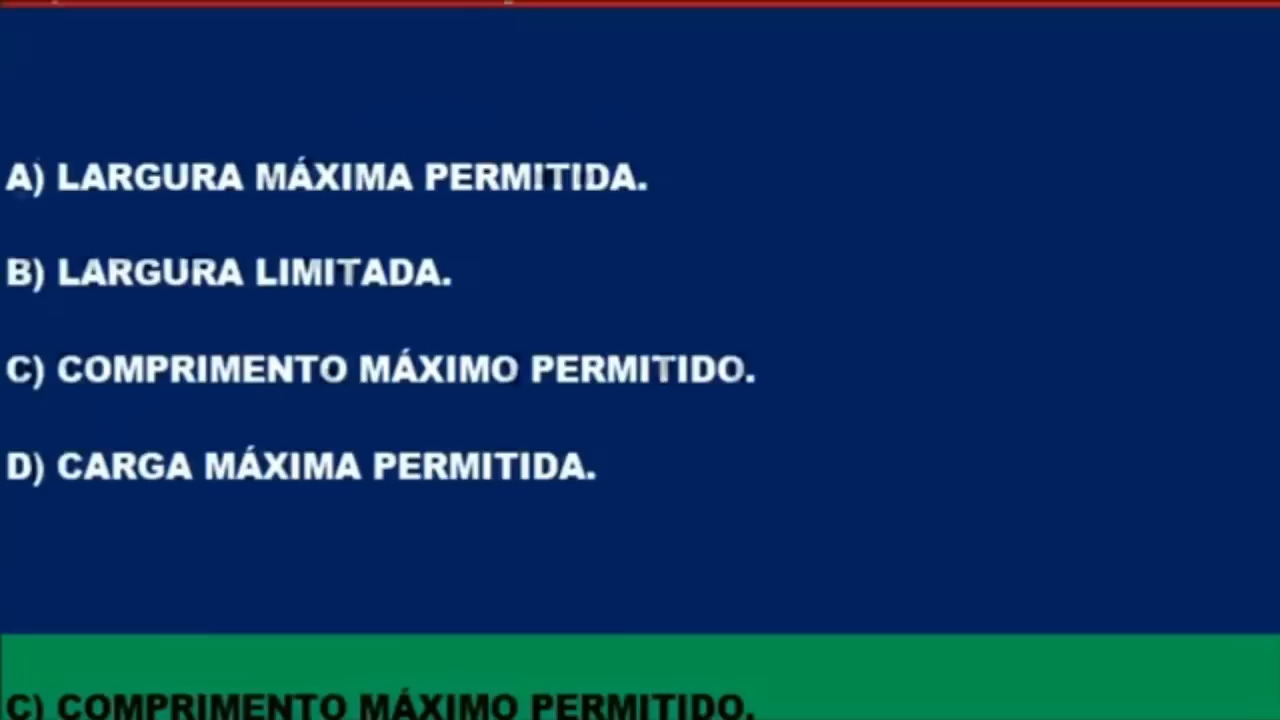 A) LARGURA MÁXIMA PERMITIDA.
B) LARGURA LIMITADA.
C) COMPRIMENTO MÁXIMO PERMITIDO.
D) CARGA MÁXIMA PERMITIDA.
C) COMPRIMENTO MÁXIMO PERMITIDO.